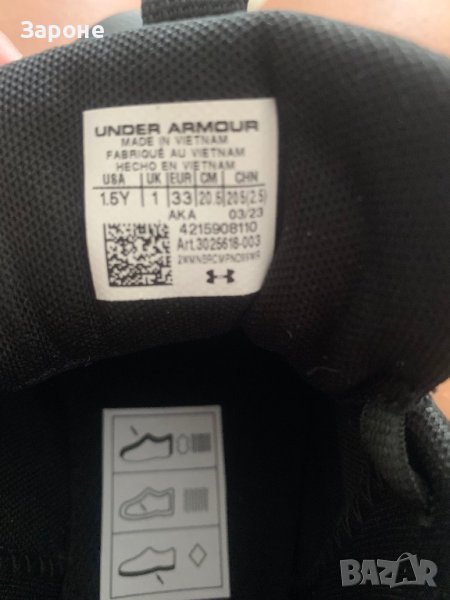 Зароне
UNDER ARMOUR
MADE IN VIETNAM
FABRIQUÉ AU VIETNAM
HECHO EN VIETNAM
USA UK EUR CM CHN
1.5Y 1 33 20.5 205(2.5)
AKA 03/23
4215908110
Art.3025618-003
BAZAR